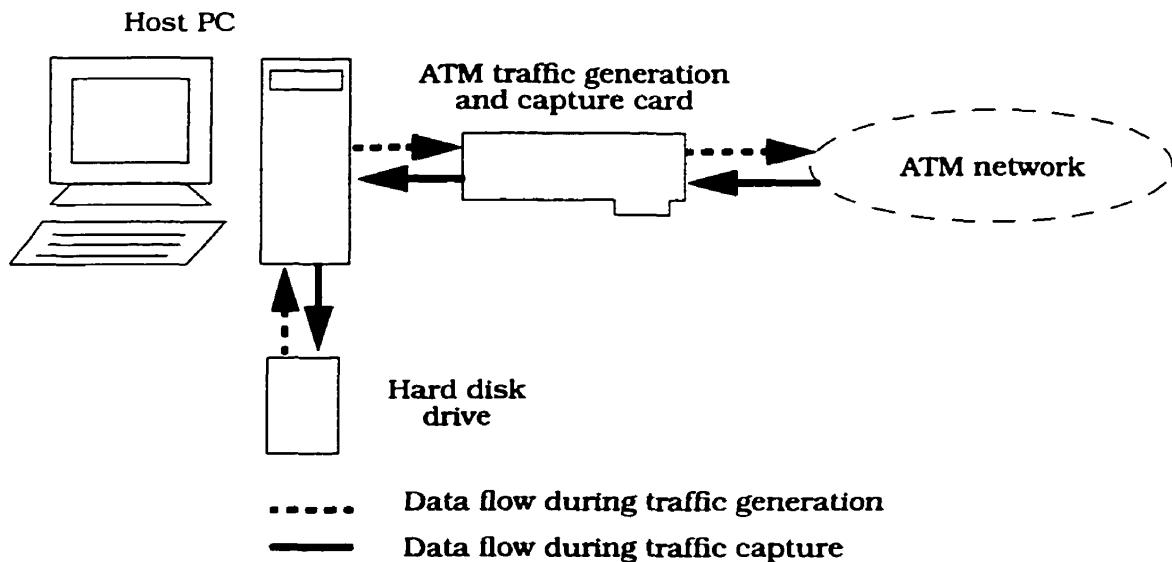 Host PC
ATM traffic generation
and capture card
ATM network
Hard disk
drive
Data flow during traffic generation
Data flow during traffic capture